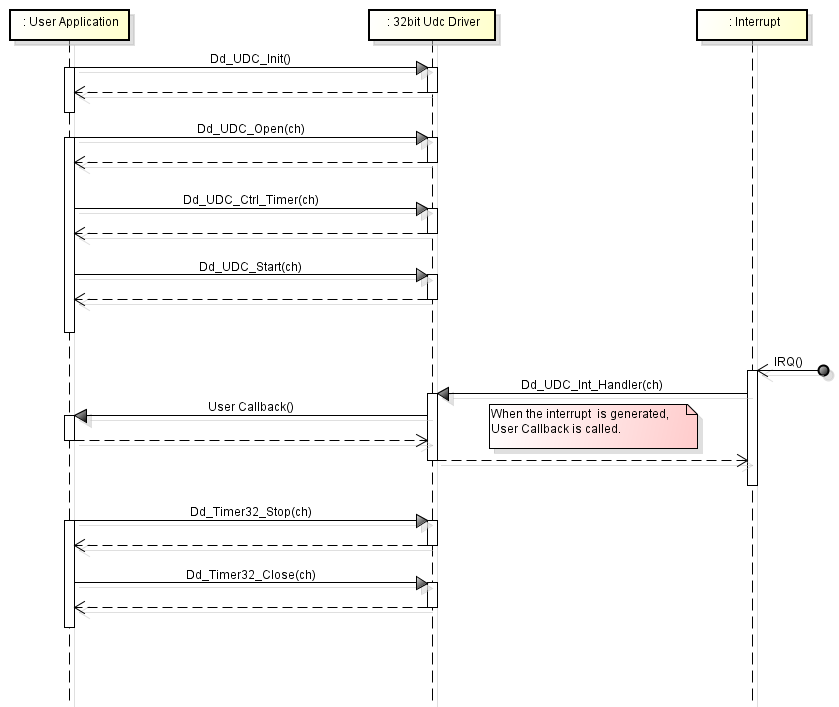 : User Application
: 32bit Udc Driver
: Interrupt
Dd_UDC_Init()
Dd_UDC_Open(ch)
Dd_UDC_Ctrl_Timer(ch)
Dd_UDC_Start(ch)
IRQ()
Dd_UDC_Int_Handler(ch)
User Callback()
When the interrupt is generated,
User Callback is called.
Dd_Timer32_Stop(ch)
Dd_Timer32_Close(ch)